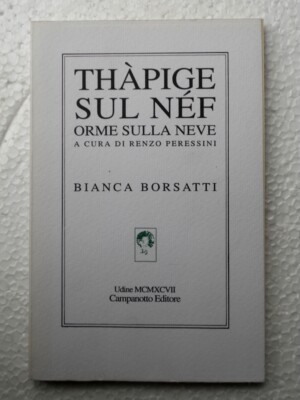 THÀPIGE
SUL NÉF
ORME SULLA NEVE
A CURA DI RENZO PERESSINI
BIANCA BORSATTI
Udine MCMXCVII
Campanotto Editore